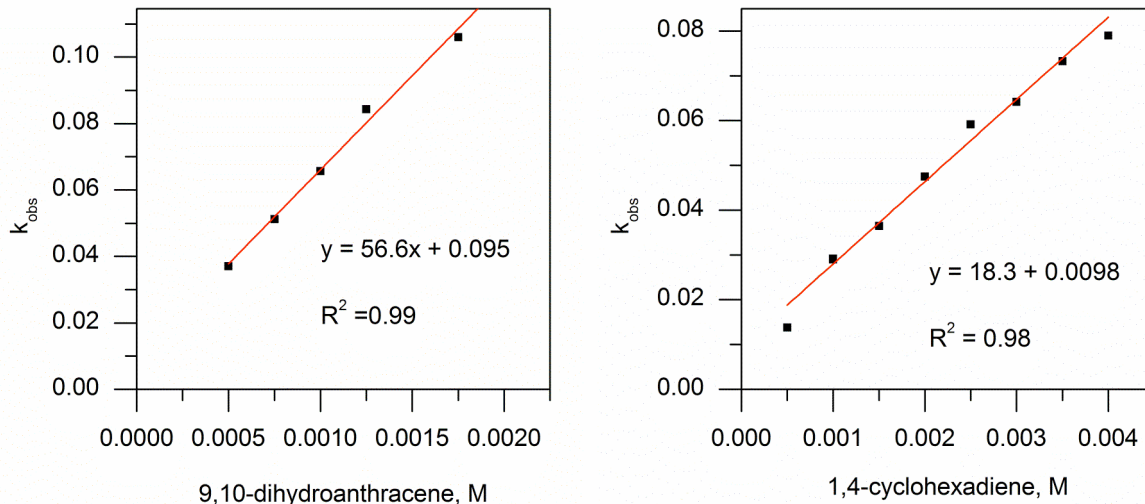 0.10
0.08
0.06
0.04
0.02
0.00
k_obs
y = 56.6x + 0.095
R² =0.99
0.0000 0.0005 0.0010 0.0015 0.0020
9,10-dihydroanthracene, M
0.08
0.06
0.04
0.02
0.00
k_obs
y = 18.3 + 0.0098
R² = 0.98
0.000 0.001 0.002 0.003 0.004
1,4-cyclohexadiene, M